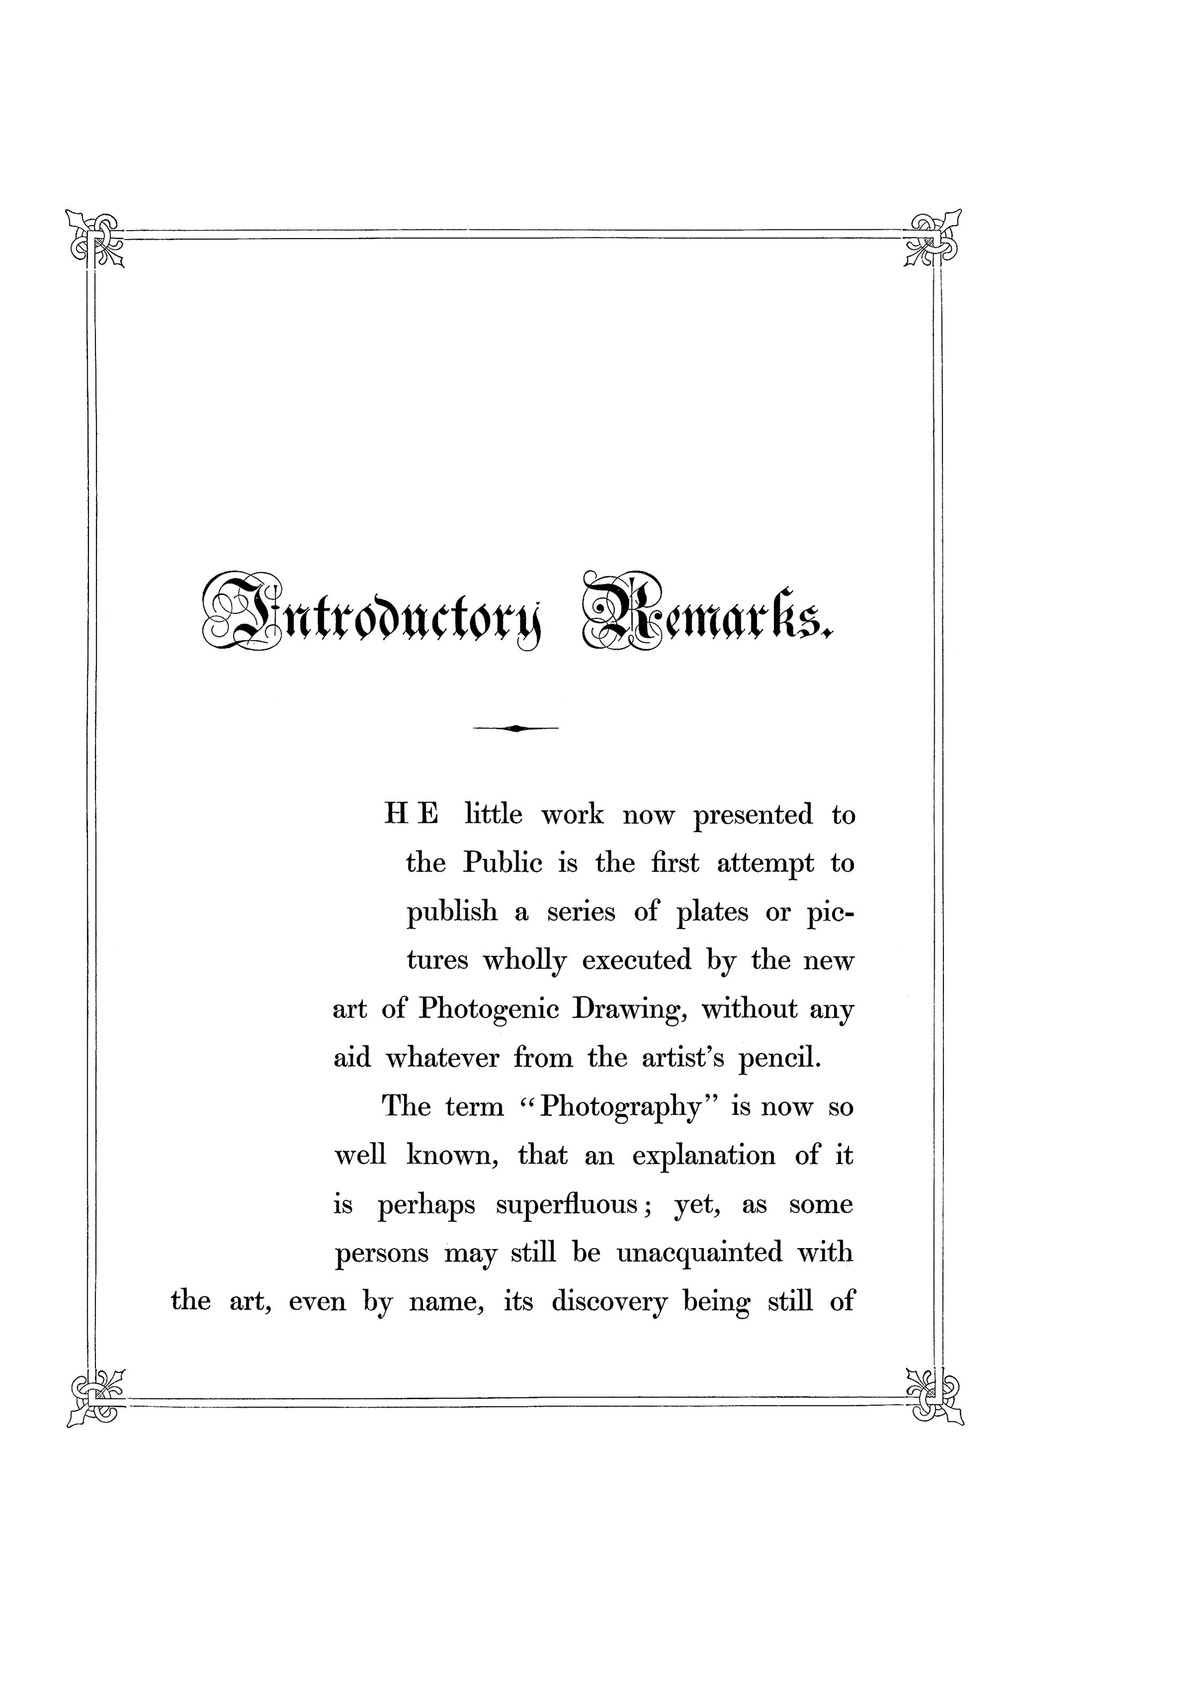 Introductory Remarks.
HE little work now presented to
the Public is the first attempt to
publish a series of plates or pic-
tures wholly executed by the new
art of Photogenic Drawing, without any
aid whatever from the artist's pencil.
The term “Photography” is now so
well known, that an explanation of it
is perhaps superfluous; yet, as some
persons may still be unacquainted with
the art, even by name, its discovery being still of